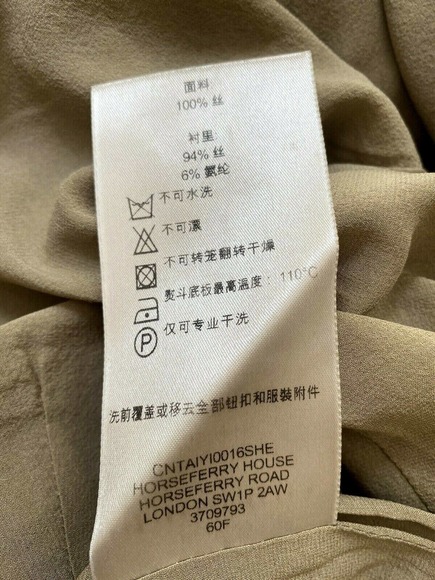 面料
100% 丝
衬里
94% 丝
6% 氨纶
不可水洗
不可漂
不可转笼翻转干燥
熨斗底板最高温度：110°C
P 仅可专业干洗
洗前覆盖或移去全部钮扣和服裝附件
CNTAIYI0016SHE
HORSEFERRY HOUSE
HORSEFERRY ROAD
LONDON SW1P 2AW
3709793
60F